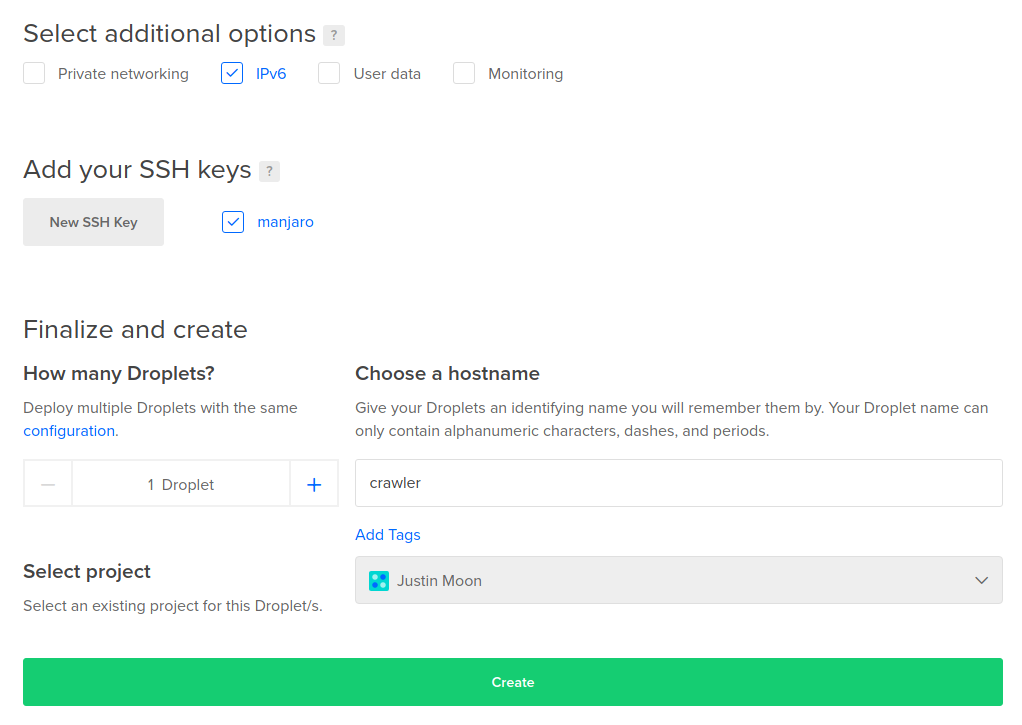 Select additional options ?
Private networking IPv6 User data Monitoring
Add your SSH keys ?
New SSH Key manjaro
Finalize and create
How many Droplets?
Deploy multiple Droplets with the same
configuration.
1 Droplet
Choose a hostname
Give your Droplets an identifying name you will remember them by. Your Droplet name can
only contain alphanumeric characters, dashes, and periods.
crawler
Add Tags
Select project
Select an existing project for this Droplet/s.
Justin Moon
Create